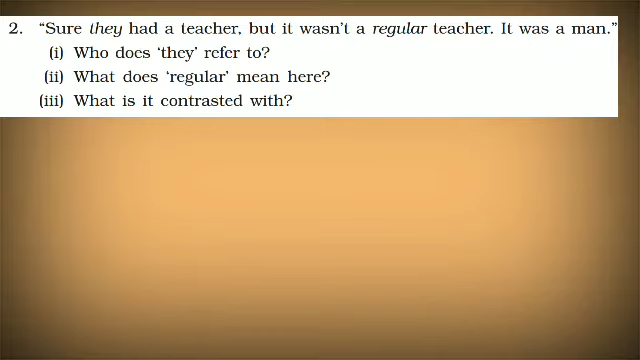 2. “Sure they had a teacher, but it wasn’t a regular teacher. It was a man.”
(i) Who does ‘they’ refer to?
(ii) What does ‘regular’ mean here?
(iii) What is it contrasted with?